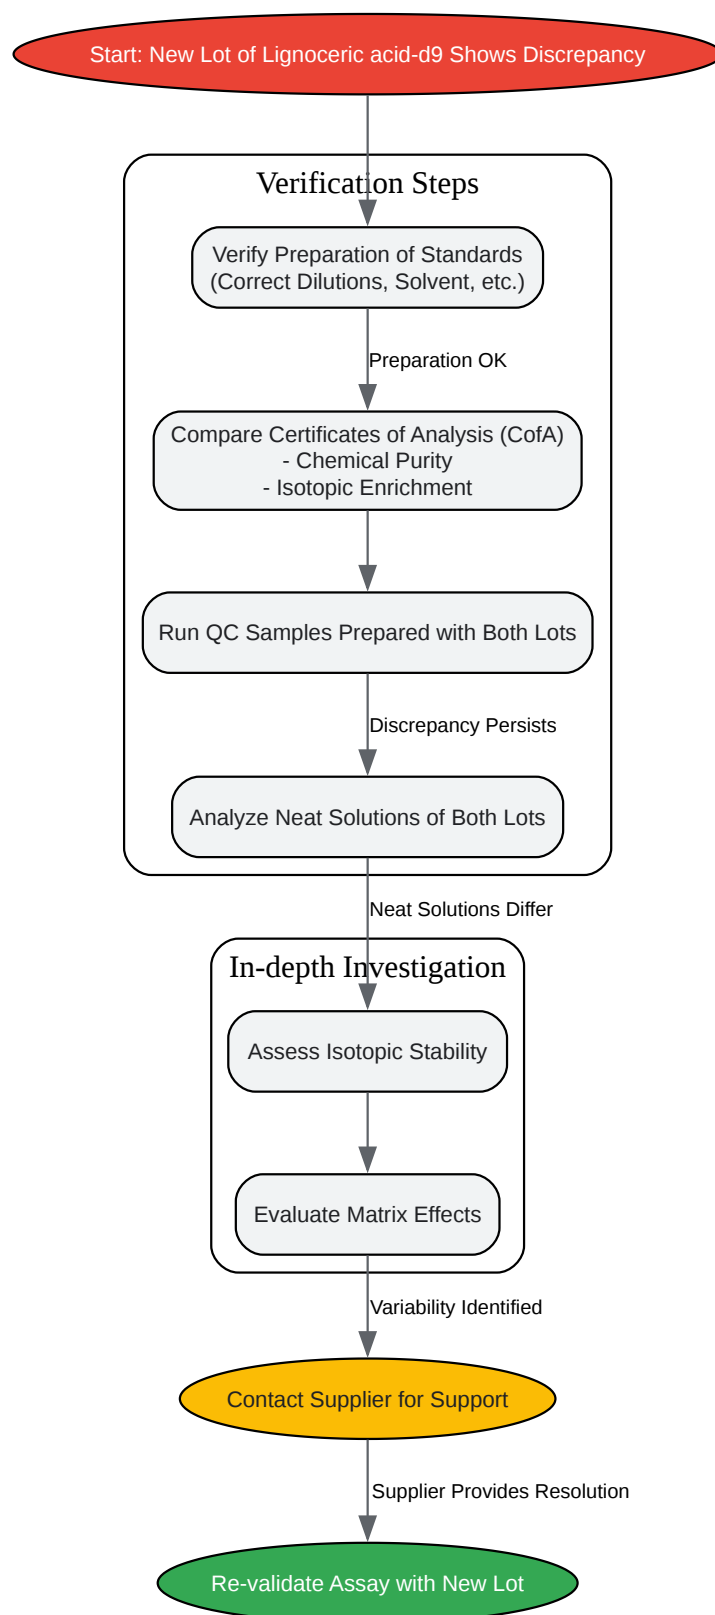 Start: New Lot of Lignoceric acid-d9 Shows Discrepancy
Verification Steps
Verify Preparation of Standards
(Correct Dilutions, Solvent, etc.)
Preparation OK
Compare Certificates of Analysis (CofA)
- Chemical Purity
- Isotopic Enrichment
Run QC Samples Prepared with Both Lots
Discrepancy Persists
Analyze Neat Solutions of Both Lots
Neat Solutions Differ
In-depth Investigation
Assess Isotopic Stability
Evaluate Matrix Effects
Variability Identified
Contact Supplier for Support
Supplier Provides Resolution
Re-validate Assay with New Lot